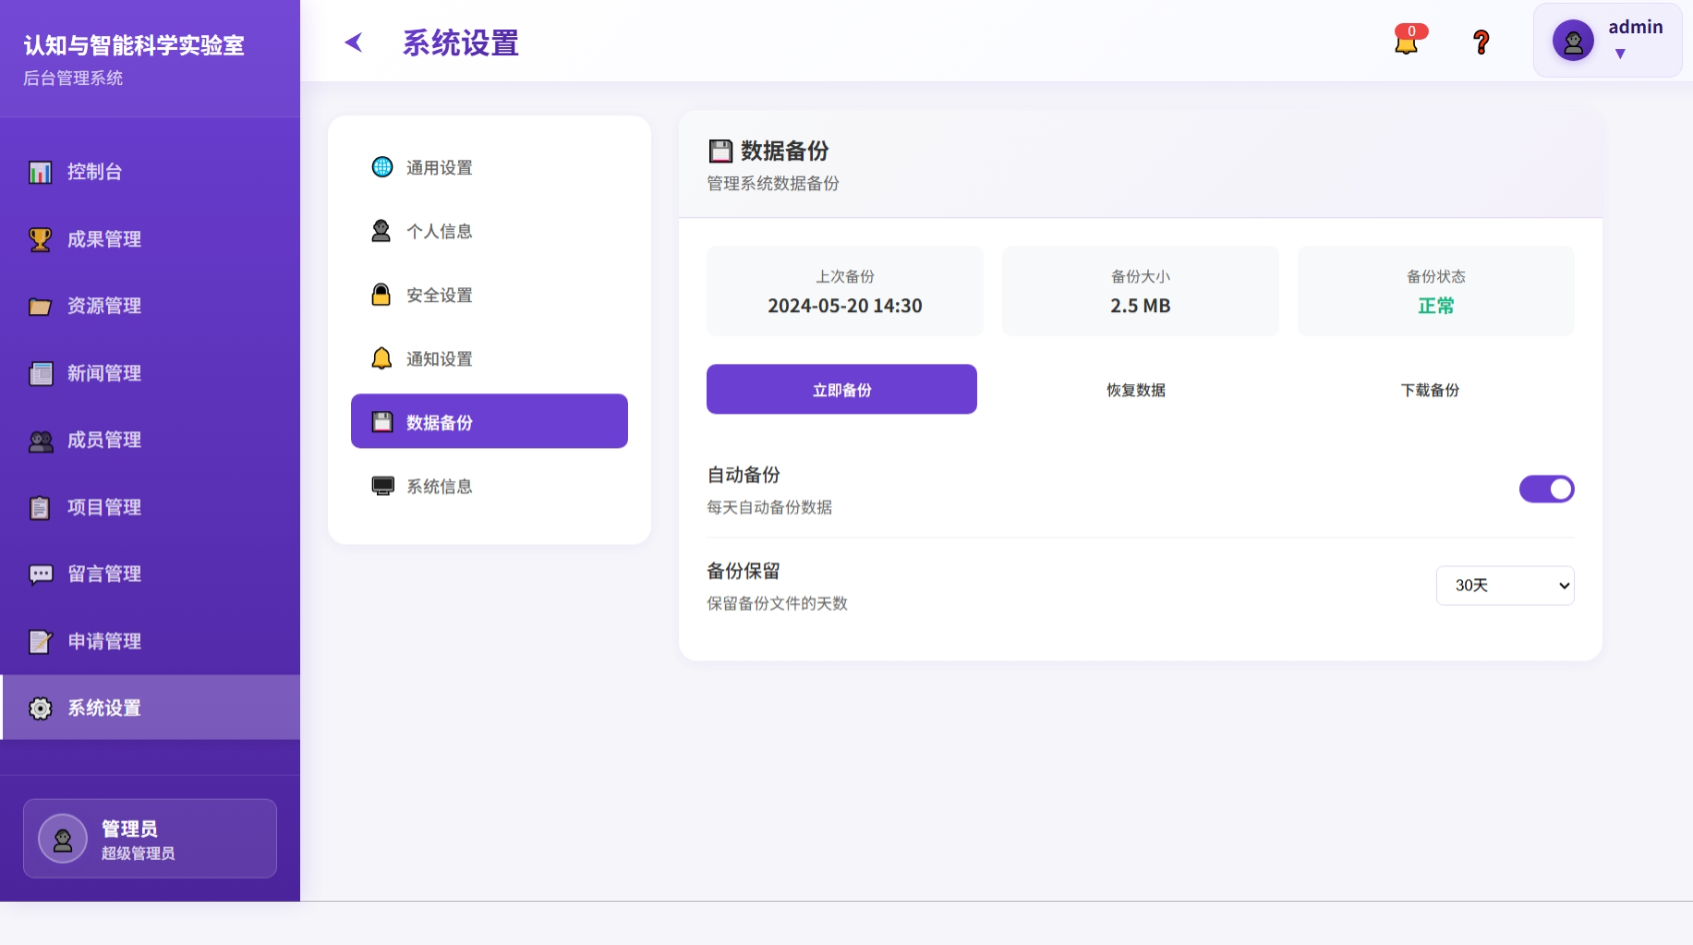 认知与智能科学实验室
后台管理系统
控制台
成果管理
资源管理
新闻管理
成员管理
项目管理
留言管理
申请管理
系统设置
管理员
超级管理员
系统设置
0
admin
通用设置
个人信息
安全设置
通知设置
数据备份
系统信息
数据备份
管理系统数据备份
上次备份
2024-05-20 14:30
备份大小
2.5 MB
备份状态
正常
立即备份
恢复数据
下载备份
自动备份
每天自动备份数据
备份保留
保留备份文件的天数
30天